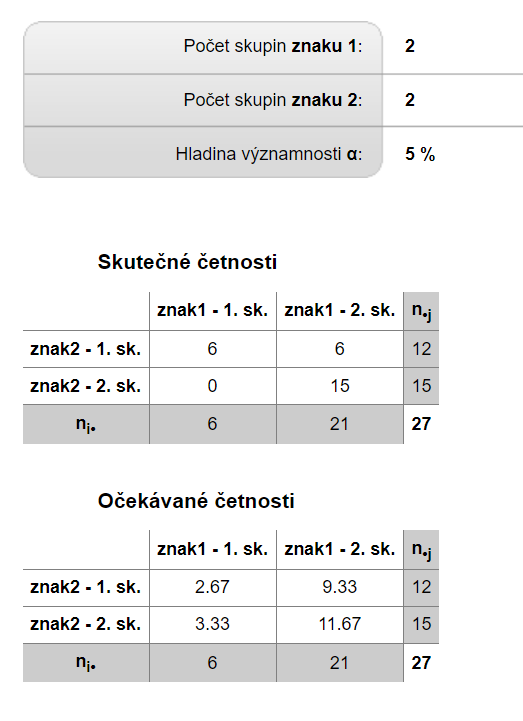 Počet skupin znaku 1: 2
Počet skupin znaku 2: 2
Hladina významnosti α: 5 %
Skutečné četnosti
znak1 - 1. sk. znak1 - 2. sk. n•j
znak2 - 1. sk. 6 6 12
znak2 - 2. sk. 0 15 15
ni• 6 21 27
Očekávané četnosti
znak1 - 1. sk. znak1 - 2. sk. n•j
znak2 - 1. sk. 2.67 9.33 12
znak2 - 2. sk. 3.33 11.67 15
ni• 6 21 27